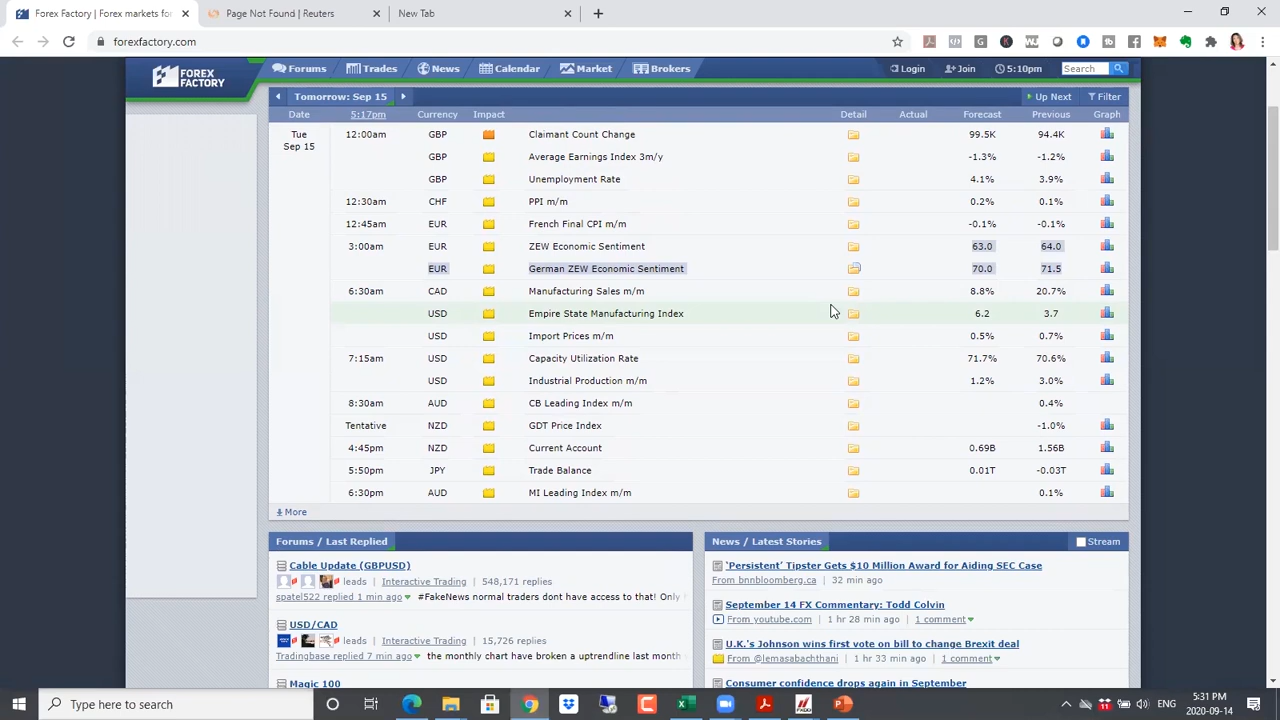 Forex Factory | Forex markets for
Page Not Found | Reuters
New Tab
forexfactory.com
FOREX FACTORY
Forums
Trades
News
Calendar
Market
Brokers
Login
Join
5:10pm
Search
Tomorrow: Sep 15
Up Next
Filter
Date 5:17pm Currency Impact Detail Actual Forecast Previous Graph
Tue Sep 15 12:00am GBP Claimant Count Change 99.5K 94.4K
GBP Average Earnings Index 3m/y -1.3% -1.2%
GBP Unemployment Rate 4.1% 3.9%
12:30am CHF PPI m/m 0.2% 0.1%
12:45am EUR French Final CPI m/m -0.1% -0.1%
3:00am EUR ZEW Economic Sentiment 63.0 64.0
EUR German ZEW Economic Sentiment 70.0 71.5
6:30am CAD Manufacturing Sales m/m 8.8% 20.7%
USD Empire State Manufacturing Index 6.2 3.7
USD Import Prices m/m 0.5% 0.7%
7:15am USD Capacity Utilization Rate 71.7% 70.6%
USD Industrial Production m/m 1.2% 3.0%
8:30am AUD CB Leading Index m/m 0.4%
Tentative NZD GDT Price Index -1.0%
4:45pm NZD Current Account 0.69B 1.56B
5:50pm JPY Trade Balance 0.01T -0.03T
6:30pm AUD MI Leading Index m/m 0.1%
More
Forums / Last Replied
Cable Update (GBPUSD)
leads | Interactive Trading | 548,171 replies
spatel522 replied 1 min ago #FakeNews normal traders dont have access to that! Only
USD/CAD
leads | Interactive Trading | 15,726 replies
Tradingbase replied 7 min ago the monthly chart have broken a uptrendline last month
Magic 100
News / Latest Stories
Stream
'Persistent' Tipster Gets $10 Million Award for Aiding SEC Case
From bnnbloomberg.ca | 32 min ago
September 14 FX Commentary: Todd Colvin
From youtube.com | 1 hr 28 min ago | 1 comment
U.K.'s Johnson wins first vote on bill to change Brexit deal
From @lemasabachthani | 1 hr 33 min ago | 1 comment
Consumer confidence drops again in September
Type here to search
11
ENG
5:31 PM
2020-09-14